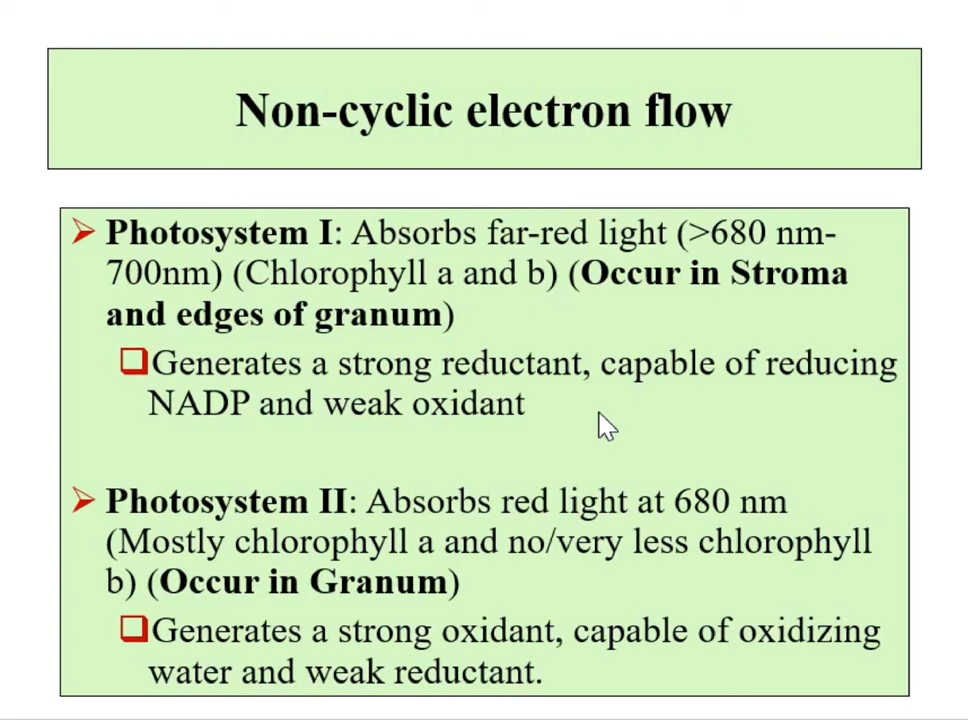 Non-cyclic electron flow
Photosystem I: Absorbs far-red light (>680 nm-
700nm) (Chlorophyll a and b) (Occur in Stroma
and edges of granum)
Generates a strong reductant, capable of reducing
NADP and weak oxidant
Photosystem II: Absorbs red light at 680 nm
(Mostly chlorophyll a and no/very less chlorophyll
b) (Occur in Granum)
Generates a strong oxidant, capable of oxidizing
water and weak reductant.